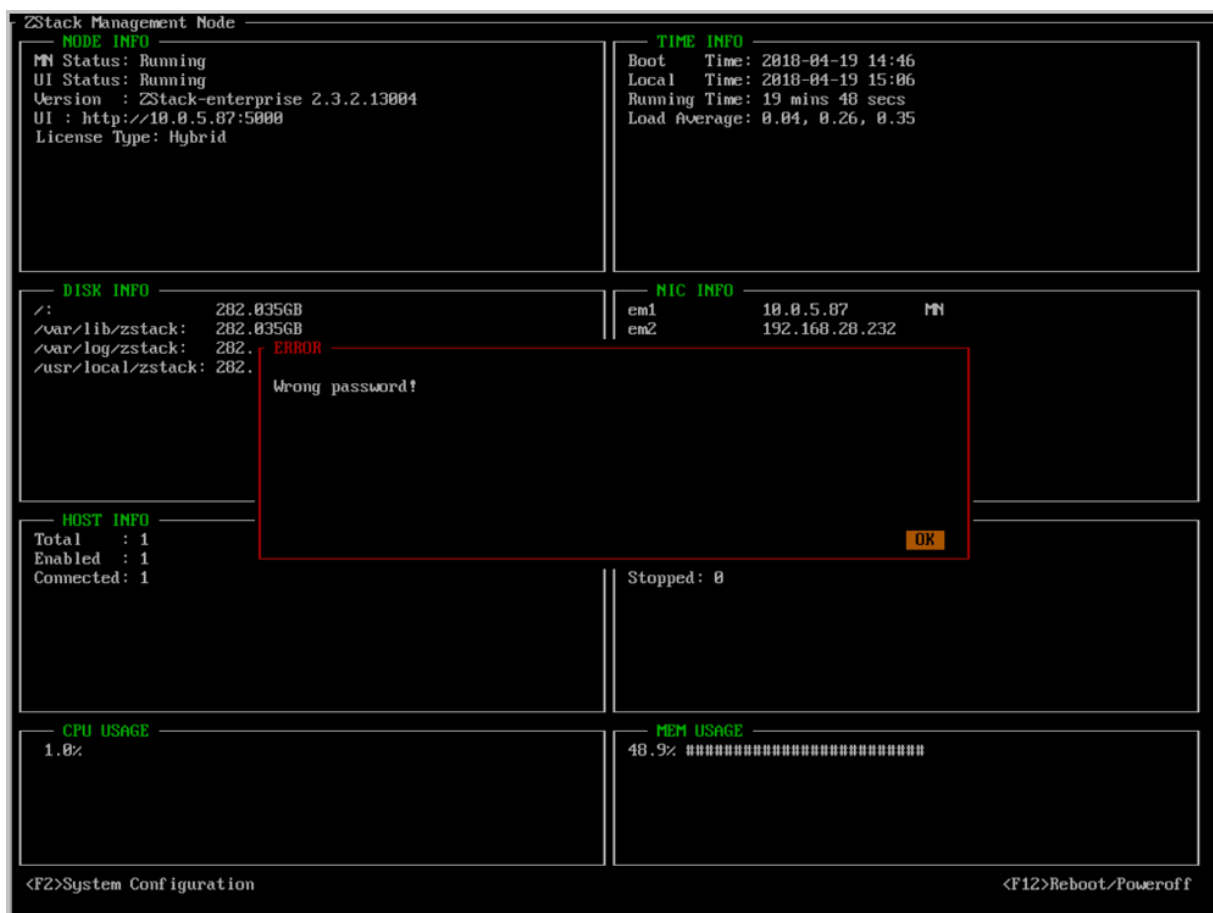 ZStack Management Node
NODE INFO
MN Status: Running
UI Status: Running
Version : ZStack-enterprise 2.3.2.13004
UI : http://10.0.5.87:5000
License Type: Hybrid
TIME INFO
Boot Time: 2018-04-19 14:46
Local Time: 2018-04-19 15:06
Running Time: 19 mins 48 secs
Load Average: 0.04, 0.26, 0.35
DISK INFO
/: 282.035GB
/var/lib/zstack: 282.035GB
/var/log/zstack: 282.
/usr/local/zstack: 282.
NIC INFO
em1 10.0.5.87 MN
em2 192.168.28.232
ERROR
Wrong password!
OK
HOST INFO
Total : 1
Enabled : 1
Connected: 1
Stopped: 0
CPU USAGE
1.0%
MEM USAGE
48.9% #########################
<F2>System Configuration
<F12>Reboot/Poweroff